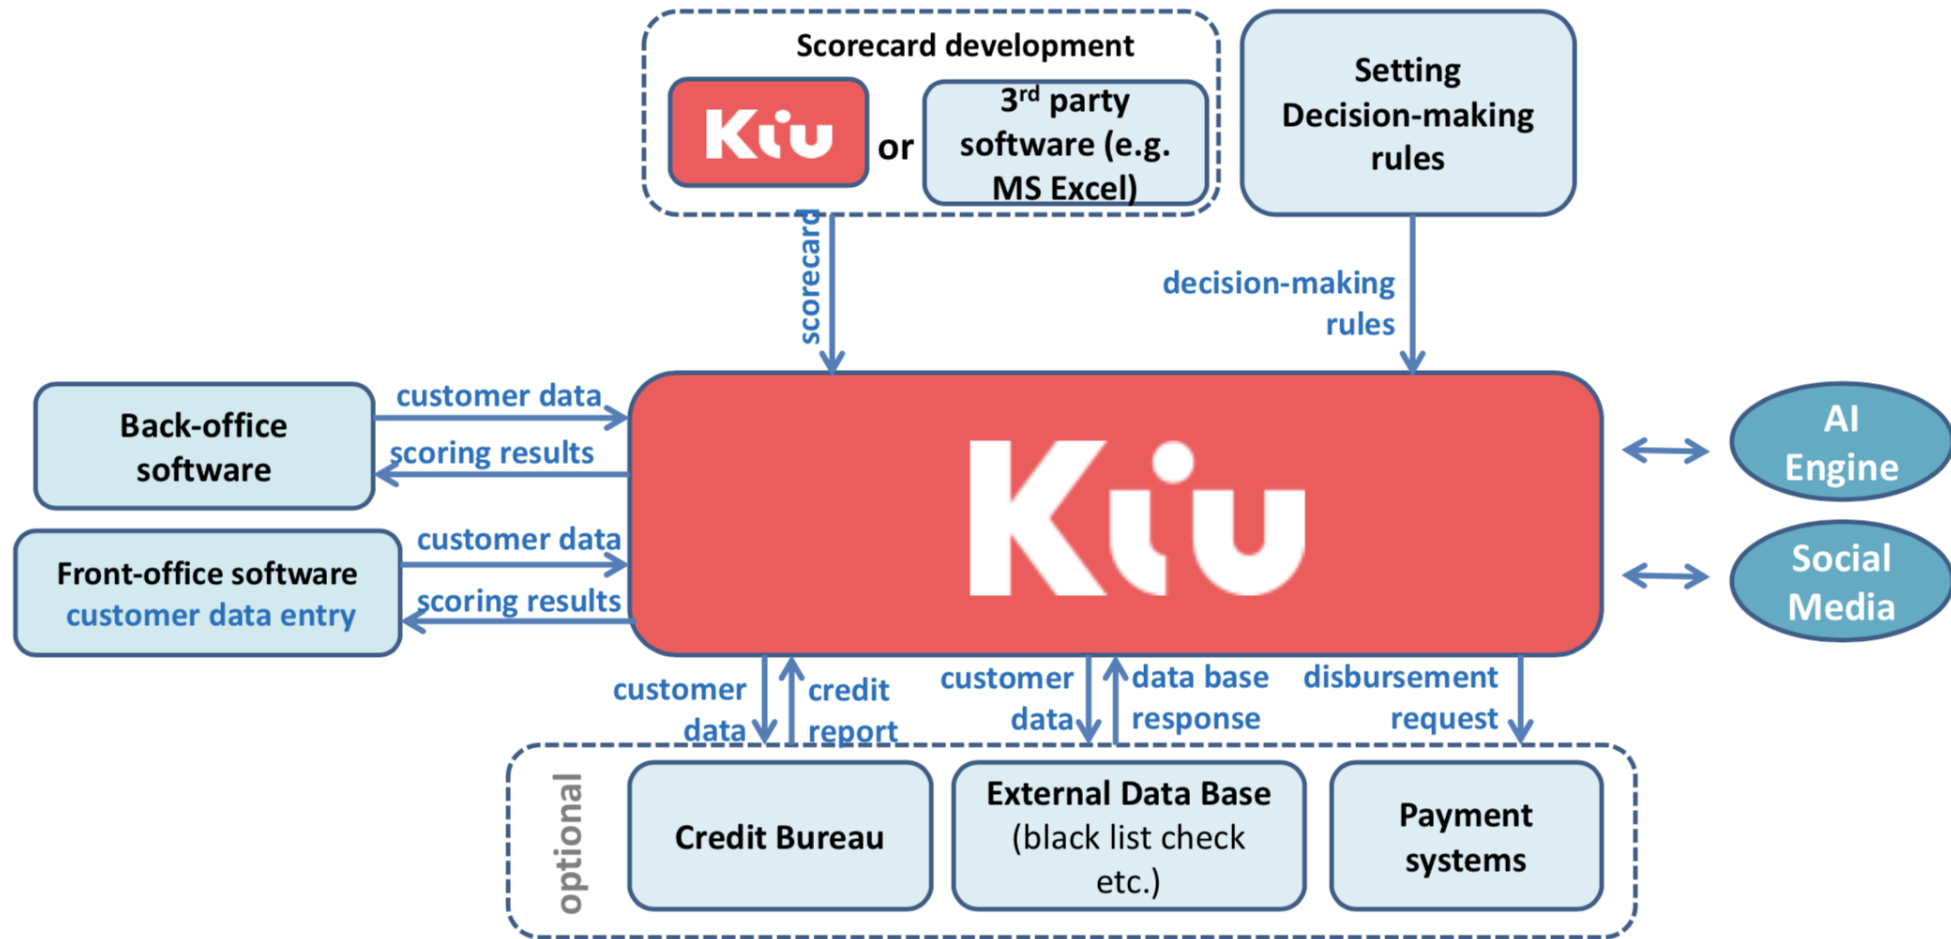 Scorecard development
Kiu
or
3rd party
software (e.g.
MS Excel)
Setting
Decision-making
rules
scorecard
decision-making
rules
Back-office
software
customer data
scoring results
Front-office software
customer data entry
customer data
scoring results
Kiu
AI
Engine
Social
Media
customer
data
credit
report
customer
data
data base
response
disbursement
request
optional
Credit Bureau
External Data Base
(black list check
etc.)
Payment
systems